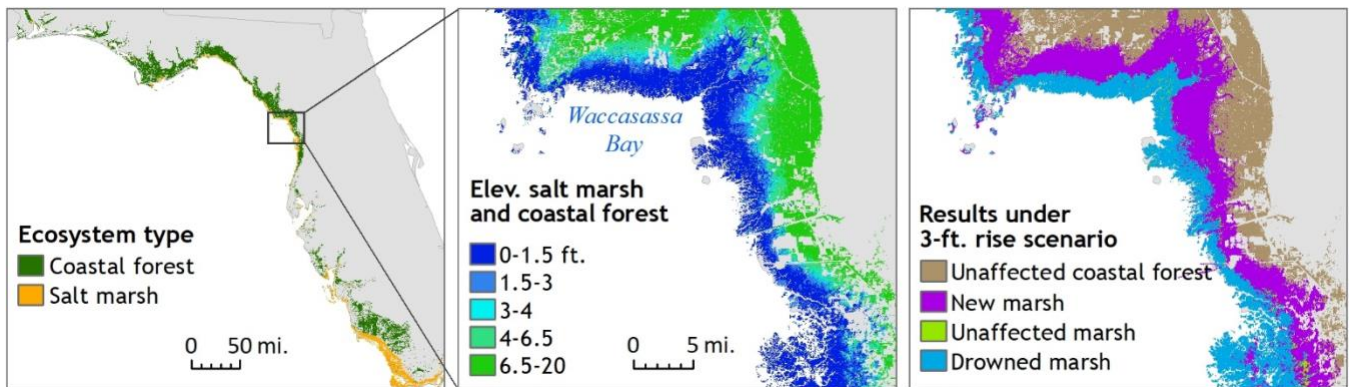 Ecosystem type
Coastal forest
Salt marsh
0 50 mi.
Waccasassa
Bay
Elev. salt marsh
and coastal forest
0-1.5 ft.
1.5-3
3-4
4-6.5
6.5-20
0 5 mi.
Results under
3-ft. rise scenario
Unaffected coastal forest
New marsh
Unaffected marsh
Drowned marsh